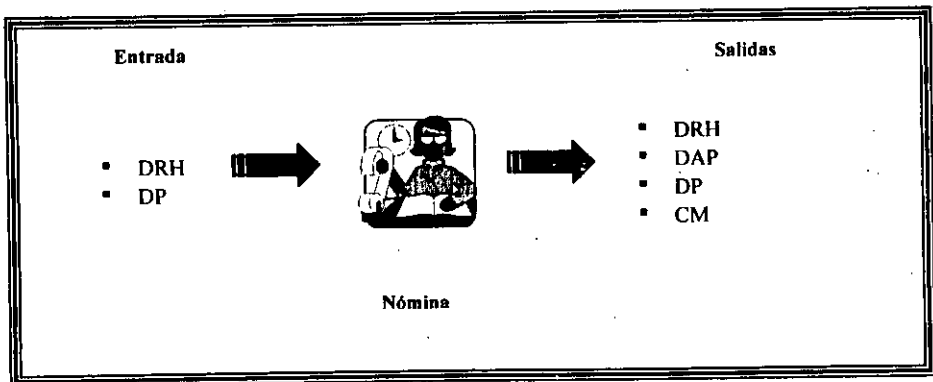 Entrada
Salidas
▪ DRH
▪ DP
▪ DRH
▪ DAP
▪ DP
▪ CM
Nómina